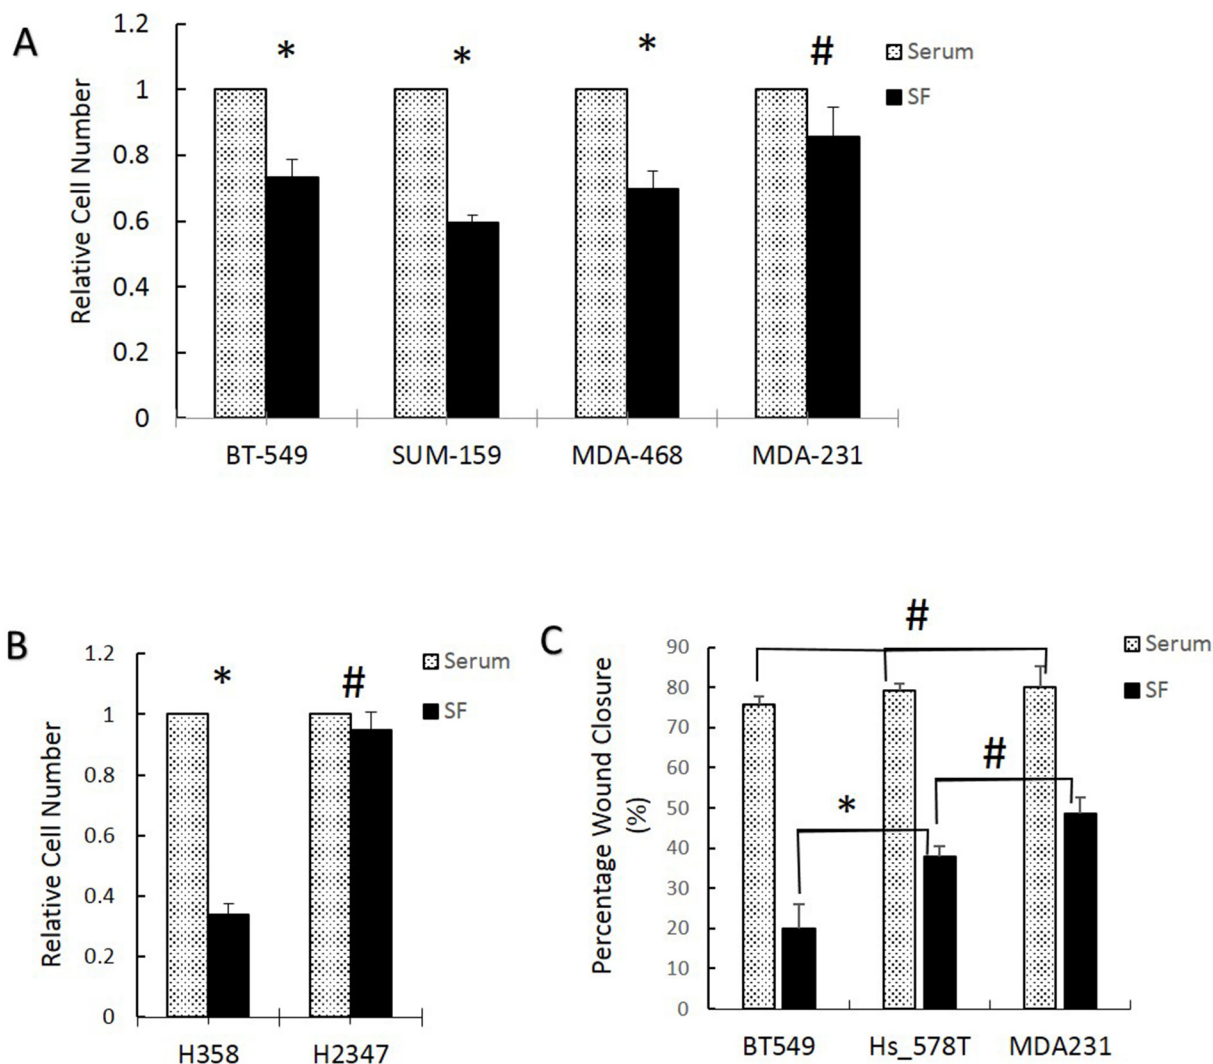 A
Relative Cell Number
1.2
1
0.8
0.6
0.4
0.2
0
* * * #
Serum
SF
BT-549 SUM-159 MDA-468 MDA-231
B
Relative Cell Number
1.2
1
0.8
0.6
0.4
0.2
0
* #
Serum
SF
H358 H2347
C
Percentage Wound Closure
(%)
90
80
70
60
50
40
30
20
10
0
#
#
*
Serum
SF
BT549 Hs_578T MDA231